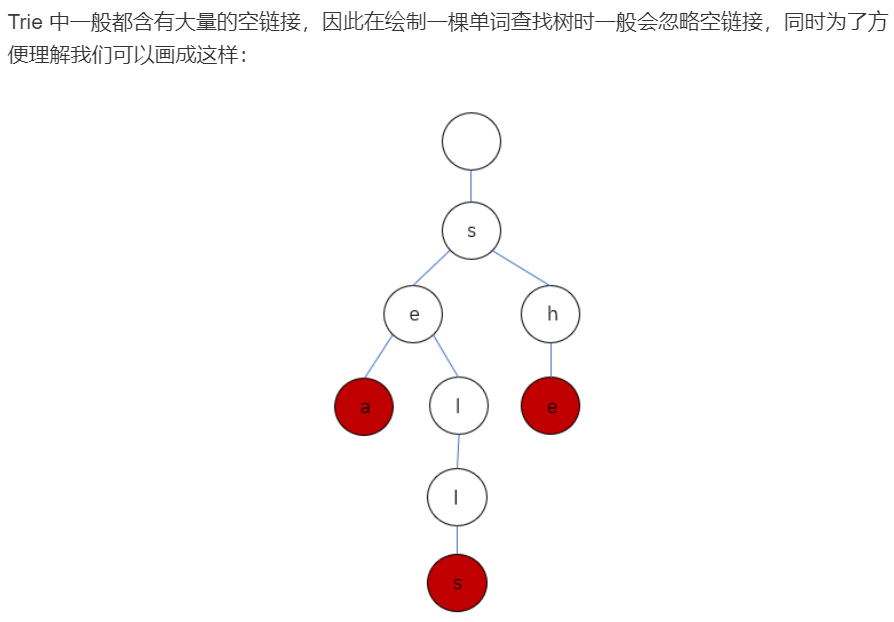 Trie 中一般都含有大量的空链接，因此在绘制一棵单词查找树时一般会忽略空链接，同时为了方
便理解我们可以画成这样：
s
e h
a l e
l
s